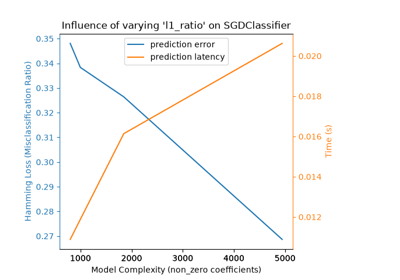 Influence of varying 'l1_ratio' on SGDClassifier
prediction error
prediction latency
Hamming Loss (Misclassification Ratio)
0.35
0.34
0.33
0.32
0.31
0.30
0.29
0.28
0.27
0.020
0.018
0.016
0.014
0.012
Time (s)
1000 2000 3000 4000 5000
Model Complexity (non_zero coefficients)